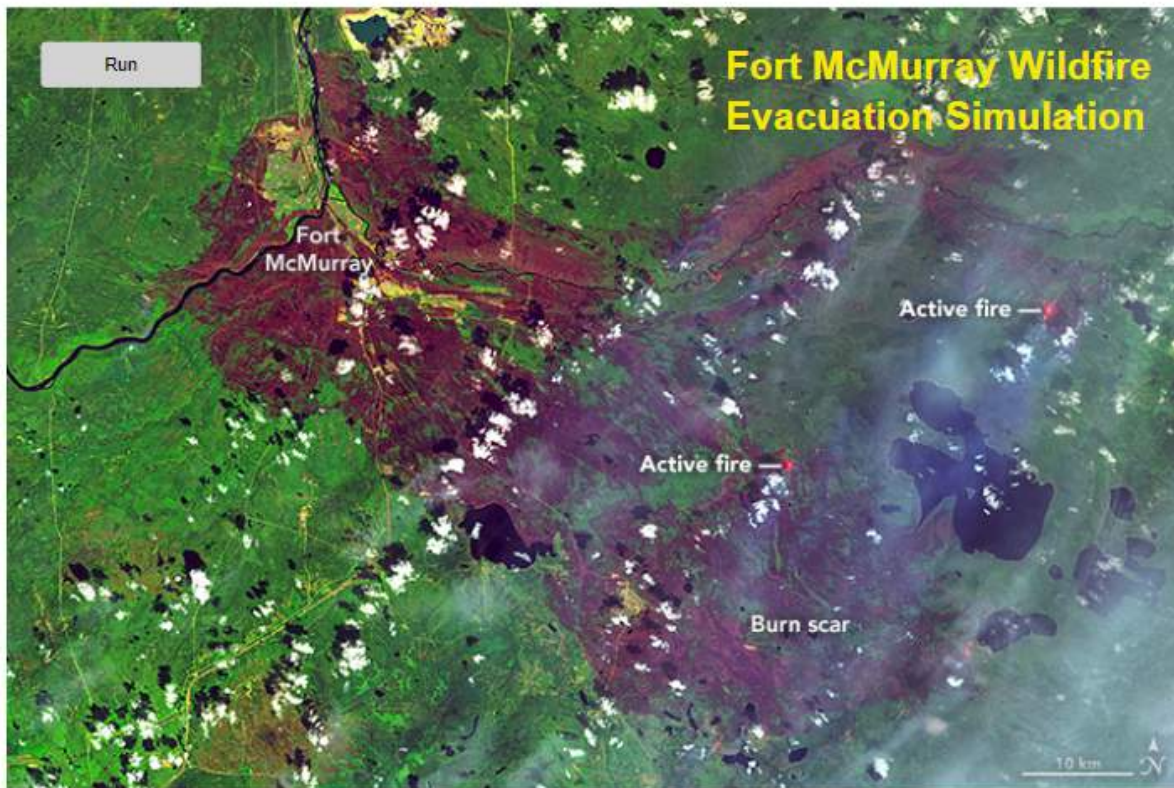 Run
Fort McMurray Wildfire
Evacuation Simulation
Fort
McMurray
Active fire
Active fire
Burn scar
10 km
N